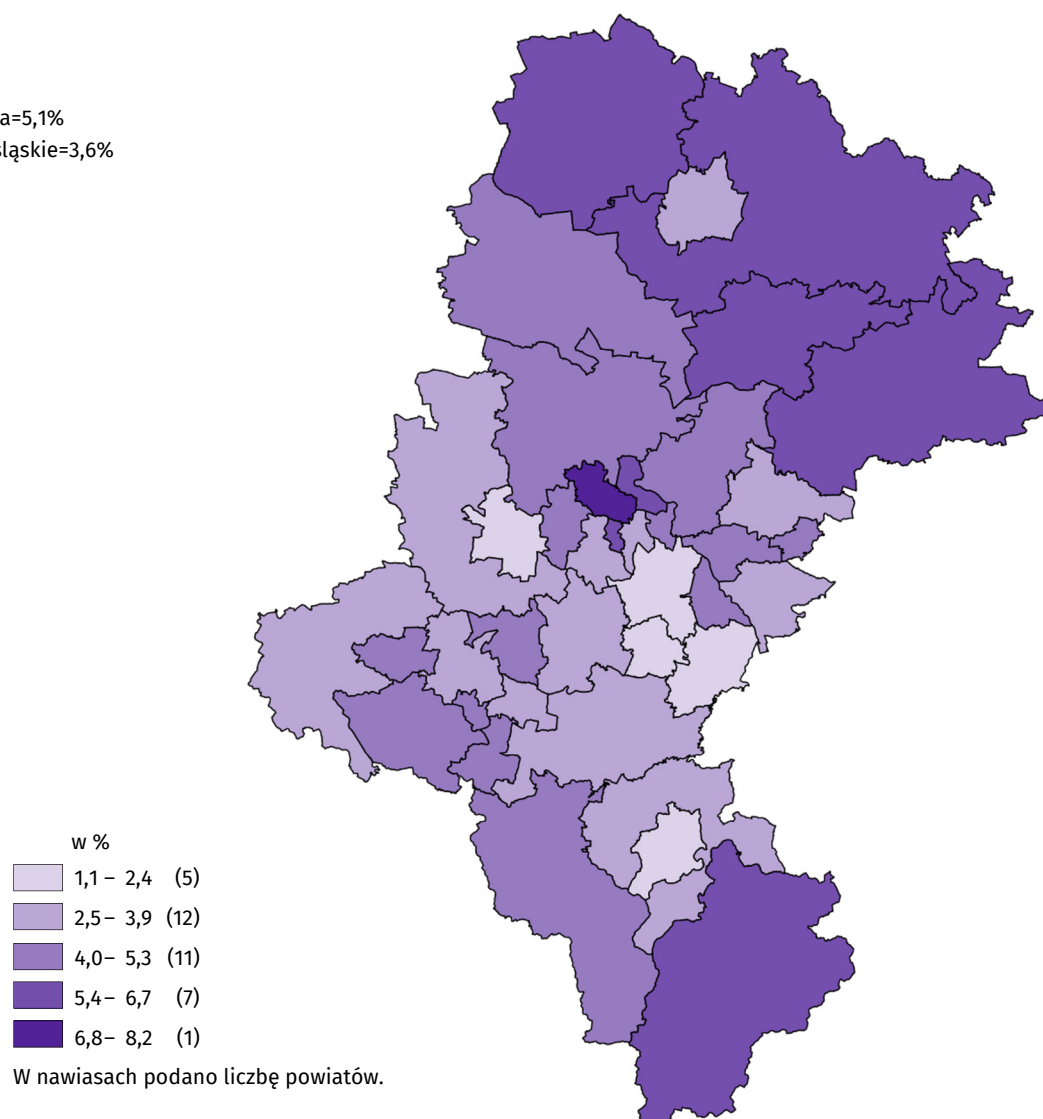 a=5,1%
ląskie=3,6%
w %
1,1 – 2,4 (5)
2,5 – 3,9 (12)
4,0– 5,3 (11)
5,4 – 6,7 (7)
6,8– 8,2 (1)
W nawiasach podano liczbę powiatów.